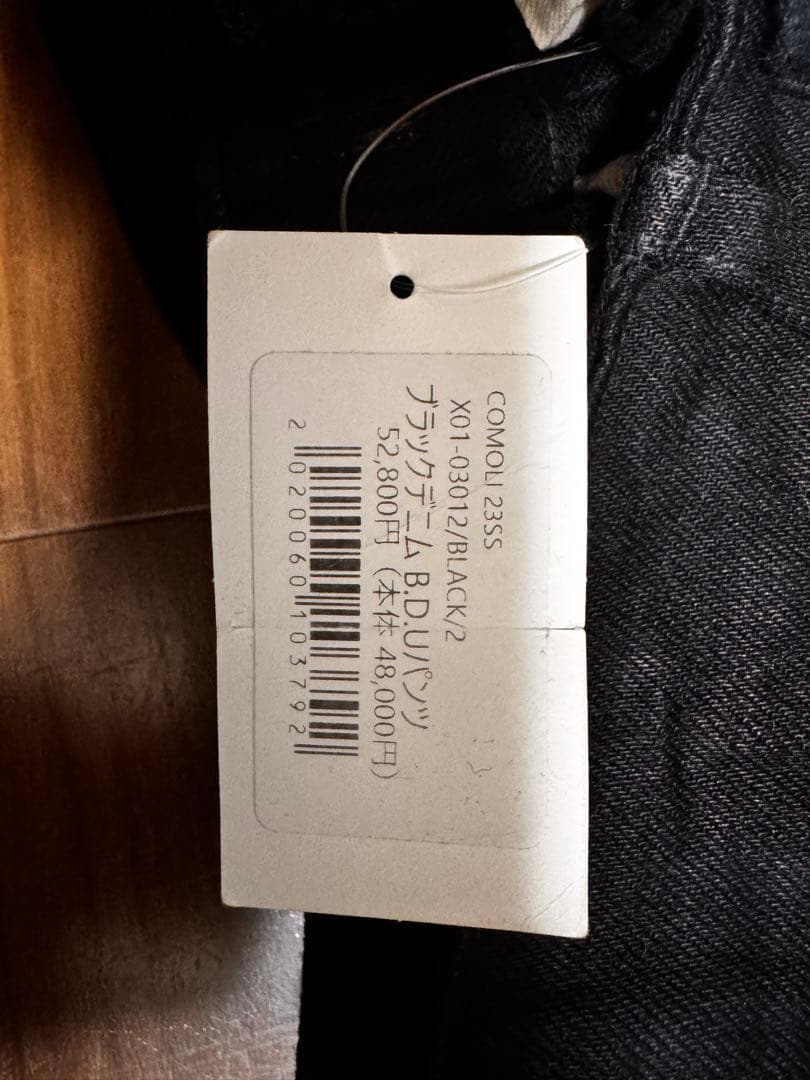 COMOLI 23SS
X01-03012/BLACK/2
ブラックデニム B.D.Uパンツ
52,800円 (本体 48,000円)
2020060103792